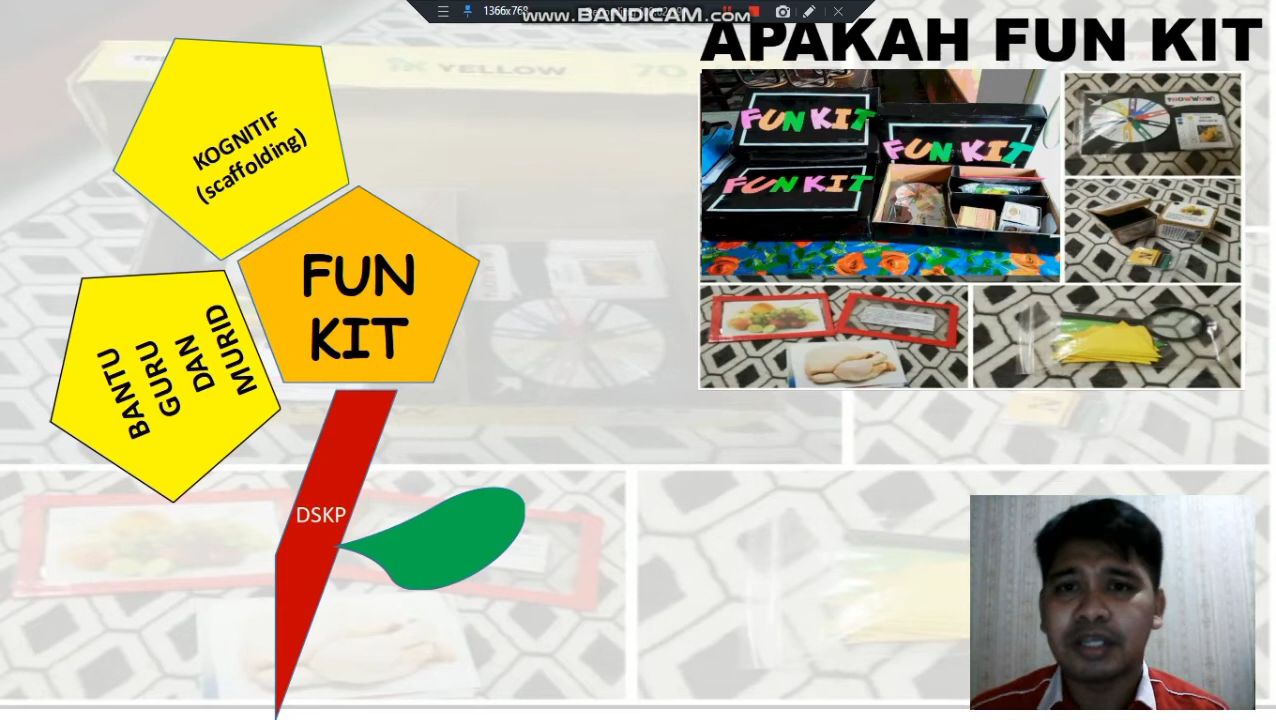 1366x768
www.BANDICAM.com
APAKAH FUN KIT
KOGNITIF
(scaffolding)
FUN
KIT
BANTU
GURU
DAN
MURID
DSKP
FUN KIT
FUN KIT
FUN KIT
YELLOW
70